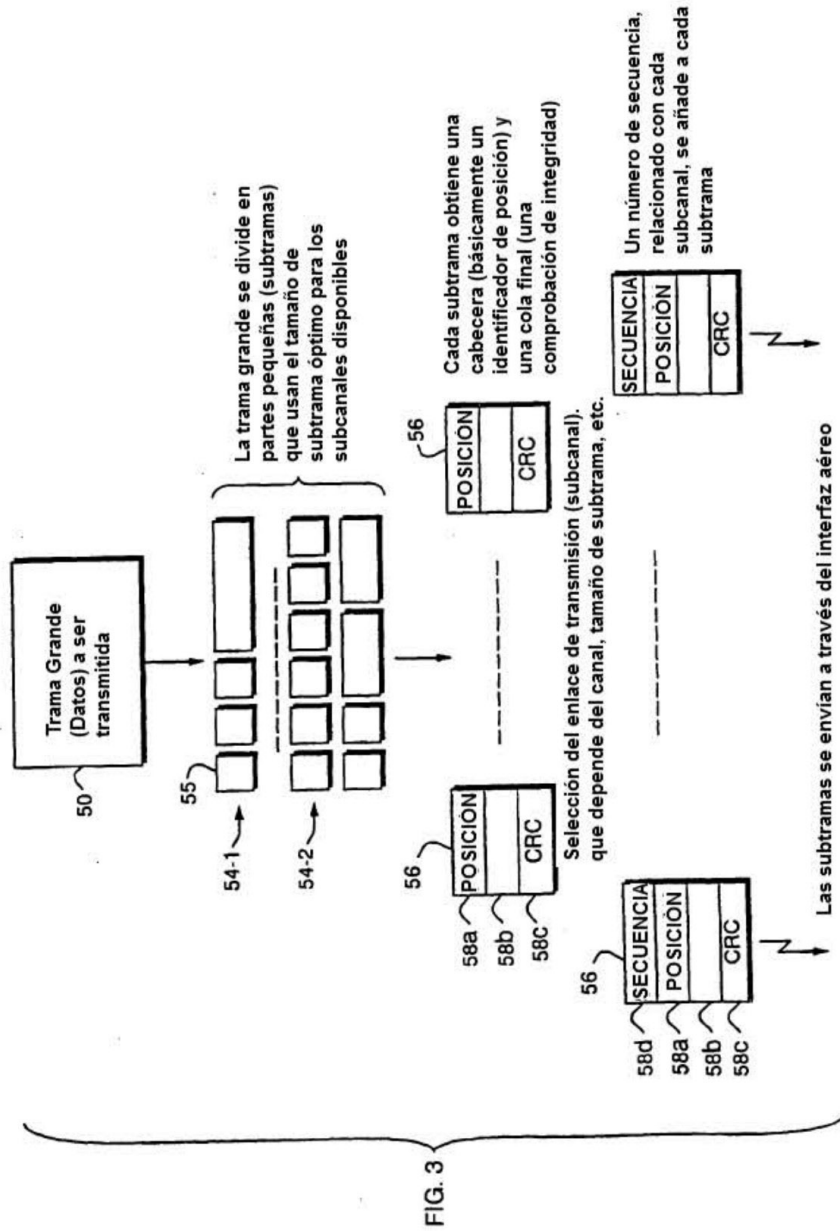 Trama Grande
(Datos) a ser
transmitida
50
55
54-1
54-2
La trama grande se divide en
partes pequeñas (subtramas)
que usan el tamaño de
subtrama óptimo para los
subcanales disponibles
Cada subtrama obtiene una
cabecera (básicamente un
identificador de posición) y
una cola final (una
comprobación de integridad)
56
POSICIÓN
CRC
58a
58b
58c
56
POSICIÓN
CRC
Selección del enlace de transmisión (subcanal).
que depende del canal, tamaño de subtrama, etc.
Un número de secuencia,
relacionado con cada
subcanal, se añade a cada
subtrama
56
SECUENCIA
POSICIÓN
CRC
58d
58a
58b
58c
SECUENCIA
POSICIÓN
CRC
Las subtramas se envían a través del interfaz aéreo
FIG. 3